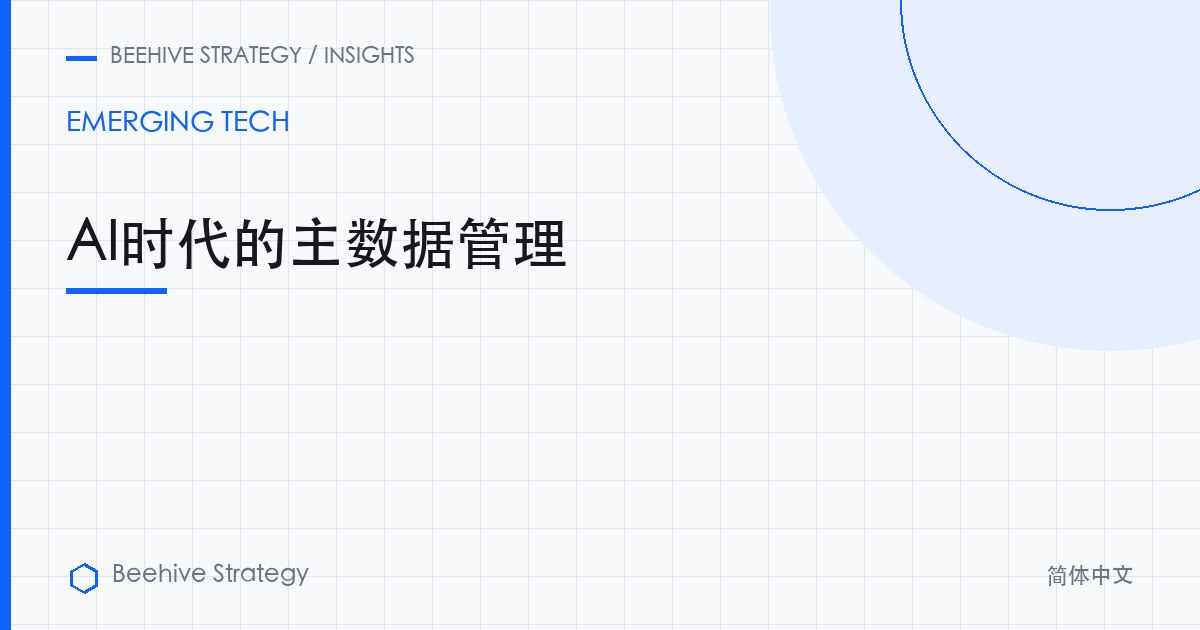 BEEHIVE STRATEGY / INSIGHTS
EMERGING TECH
AI时代的主数据管理
Beehive Strategy
简体中文